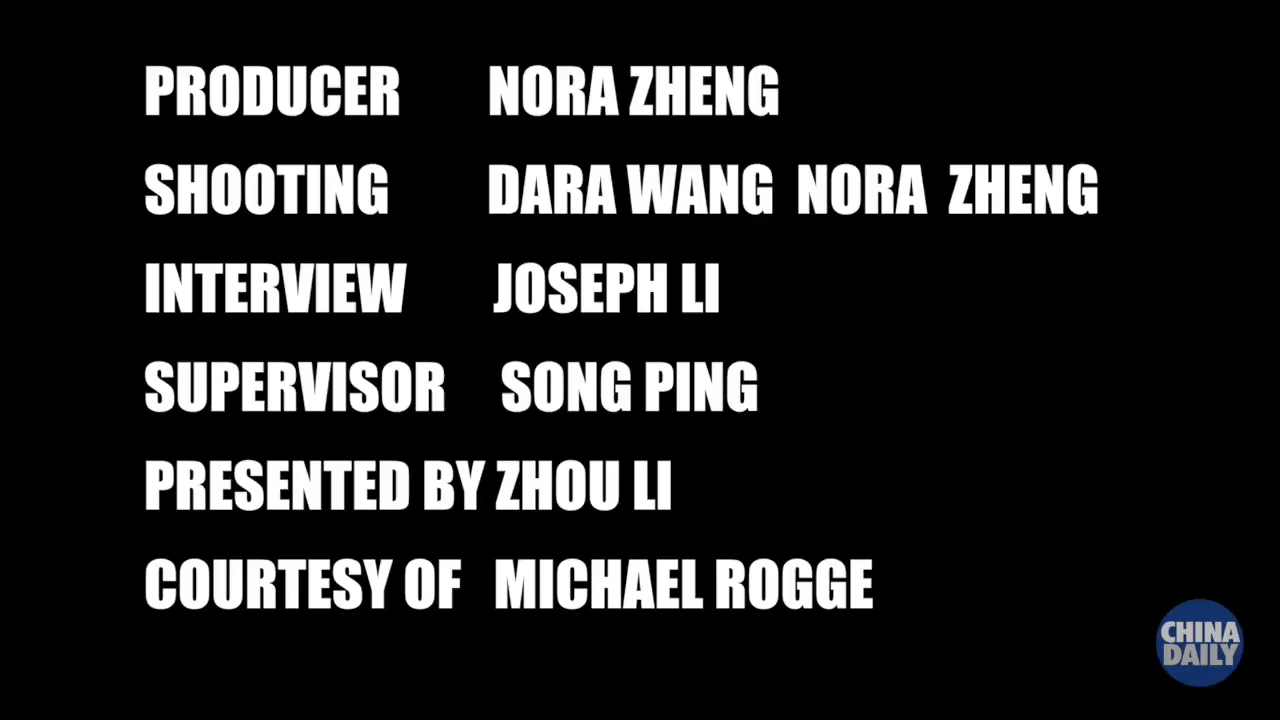 PRODUCER NORA ZHENG
SHOOTING DARA WANG NORA ZHENG
INTERVIEW JOSEPH LI
SUPERVISOR SONG PING
PRESENTED BY ZHOU LI
COURTESY OF MICHAEL ROGGE
CHINA
DAILY